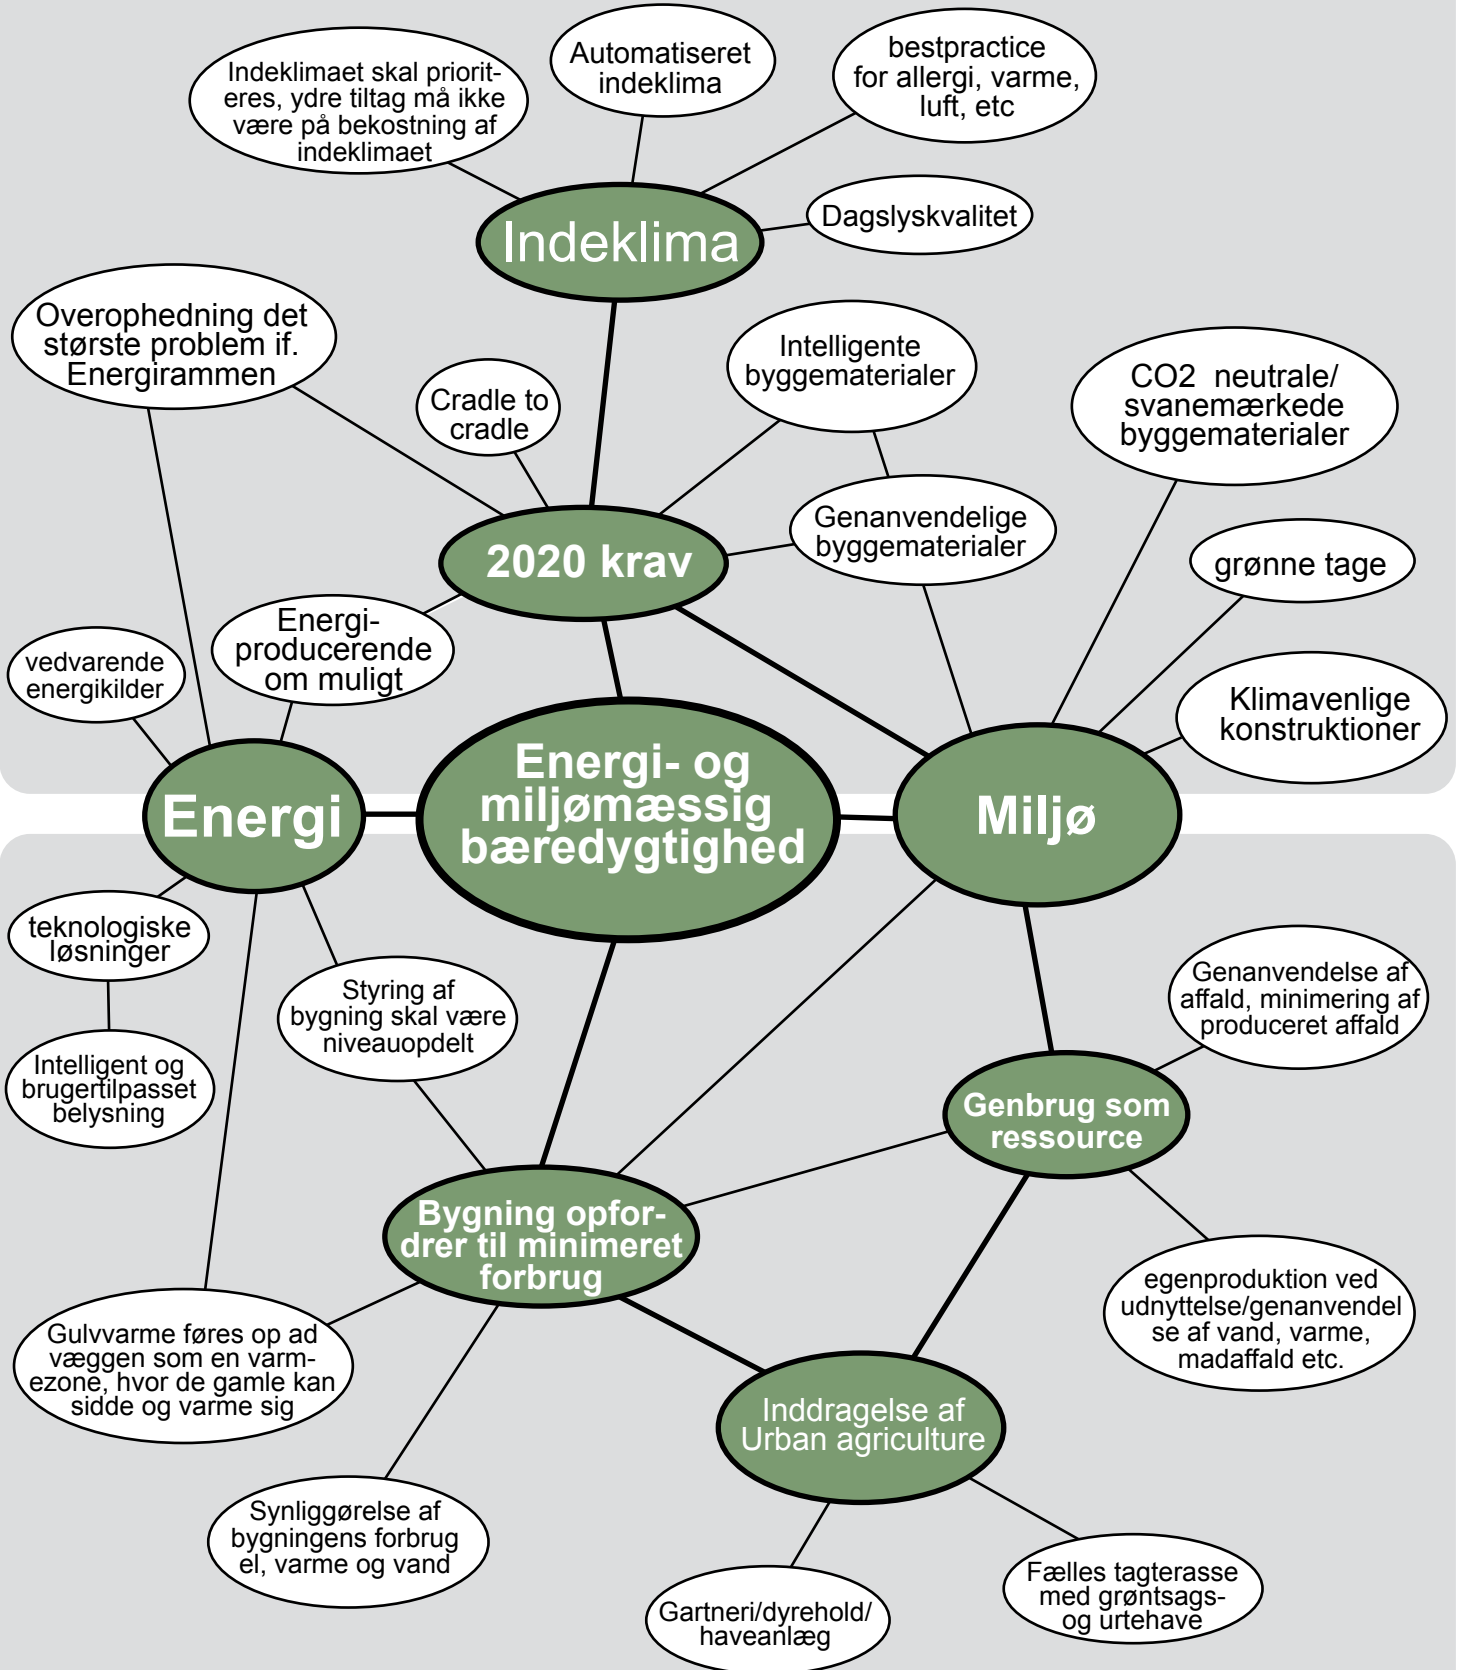 Indeklimaet skal priorit-
eres, ydre tiltag må ikke
være på bekostning af
indeklimaet
Automatiseret
indeklima
bestpractice
for allergi, varme,
luft, etc
Indeklima
Dagslyskvalitet
Overophedning det
største problem if.
Energirammen
Cradle to
cradle
Intelligente
byggematerialer
CO2 neutrale/
svanemærkede
byggematerialer
2020 krav
Genanvendelige
byggematerialer
grønne tage
vedvarende
energikilder
Energi-
producerende
om muligt
Klimavenlige
konstruktioner
Energi
Energi- og
miljømæssig
bæredygtighed
Miljø
teknologiske
løsninger
Styring af
bygning skal være
niveauopdelt
Genanvendelse af
affald, minimering af
produceret affald
Intelligent og
brugertilpasset
belysning
Genbrug som
ressource
Bygning opfor-
drer til minimeret
forbrug
egenproduktion ved
udnyttelse/genanvendel
se af vand, varme,
madaffald etc.
Gulvvarme føres op ad
væggen som en varm-
ezone, hvor de gamle kan
sidde og varme sig
Inddragelse af
Urban agriculture
Synliggørelse af
bygningens forbrug
el, varme og vand
Gartneri/dyrehold/
haveanlæg
Fælles tagterasse
med grøntsags-
og urtehave